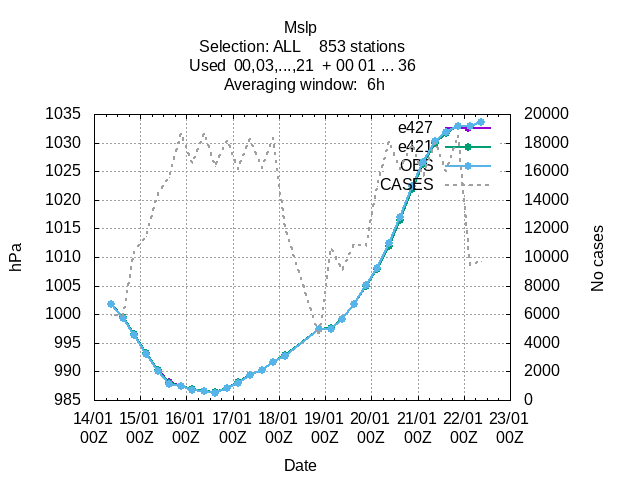 Mslp
Selection: ALL 853 stations
Used 00,03,...,21 + 00 01 ... 36
Averaging window: 6h
1035
1030
1025
1020
1015
1010
1005
1000
995
990
985
hPa
20000
18000
16000
14000
12000
10000
8000
6000
4000
2000
0
No cases
e427
e421
OBS
CASES
14/01 15/01 16/01 17/01 18/01 19/01 20/01 21/01 22/01 23/01
00Z 00Z 00Z 00Z 00Z 00Z 00Z 00Z 00Z 00Z
Date